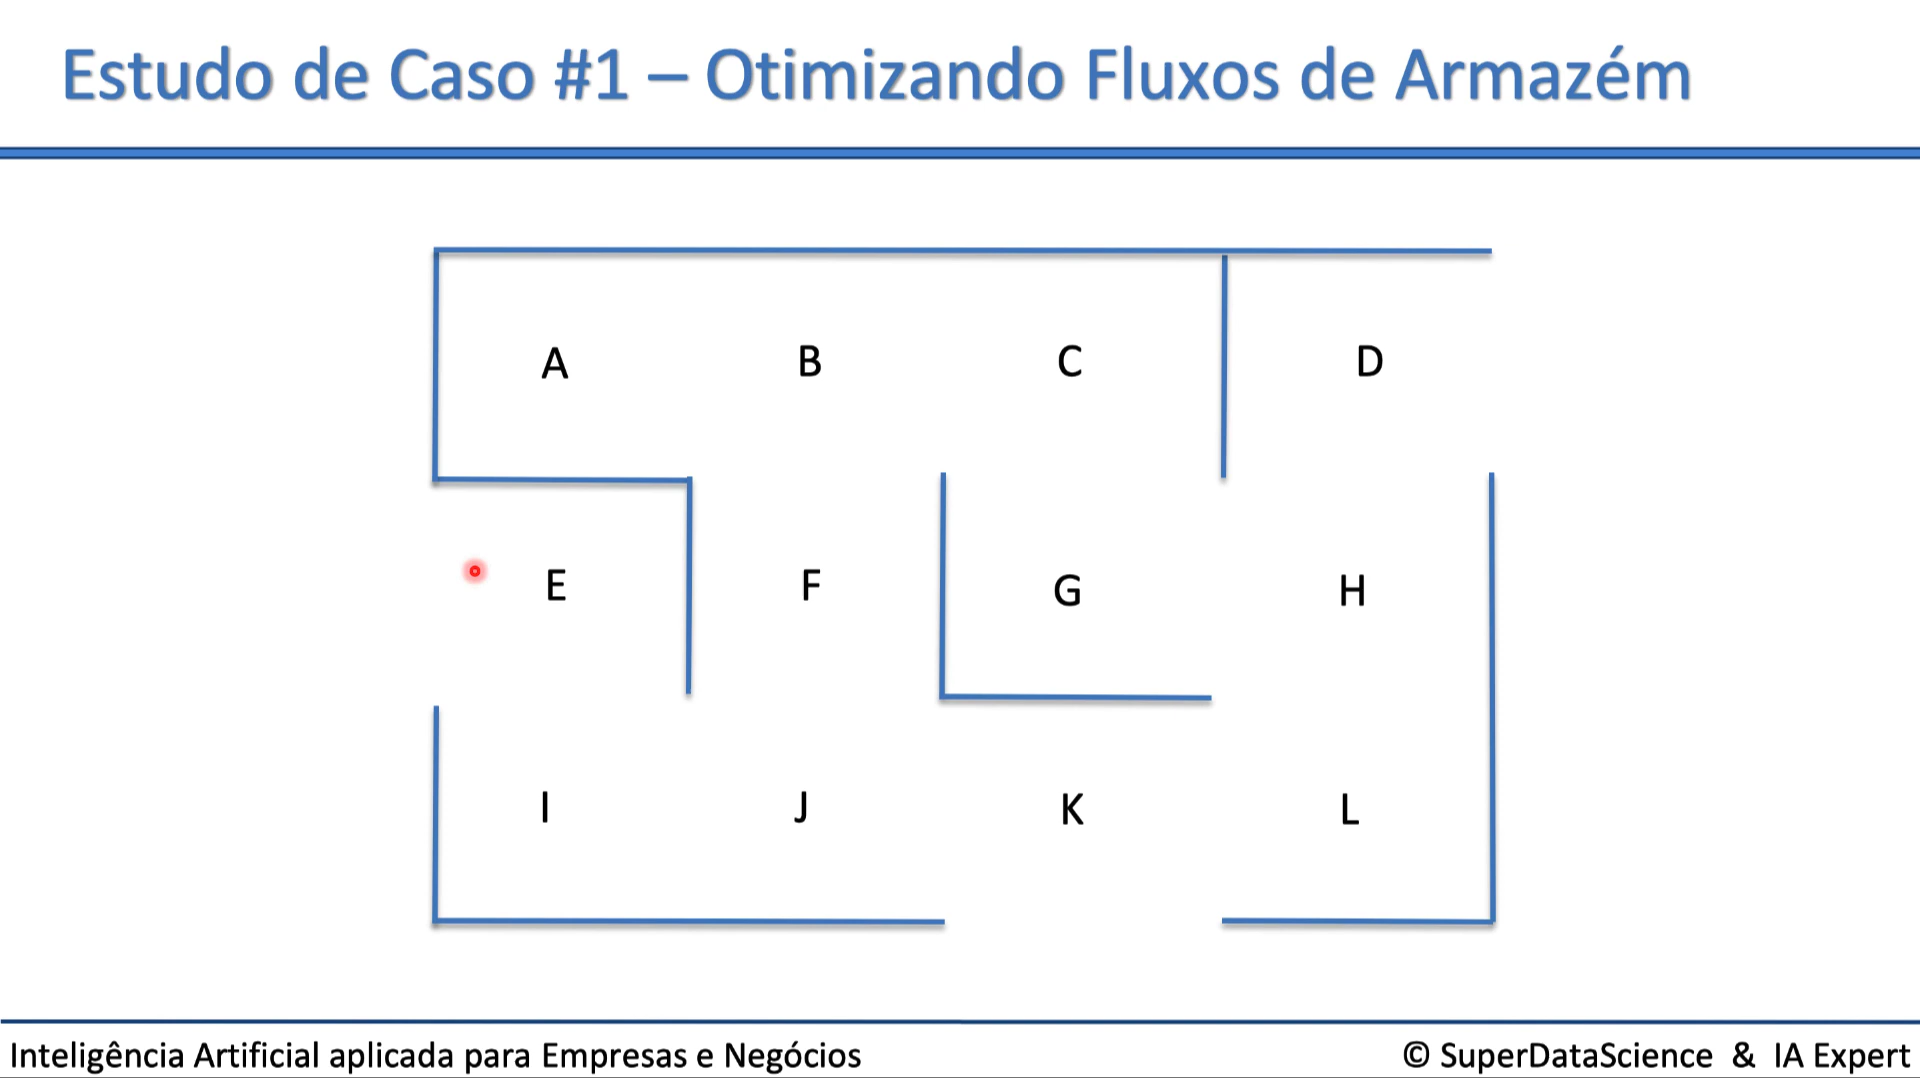 Estudo de Caso #1 – Otimizando Fluxos de Armazém
A B C D
E F G H
I J K L
Inteligência Artificial aplicada para Empresas e Negócios
© SuperDataScience & IA Expert